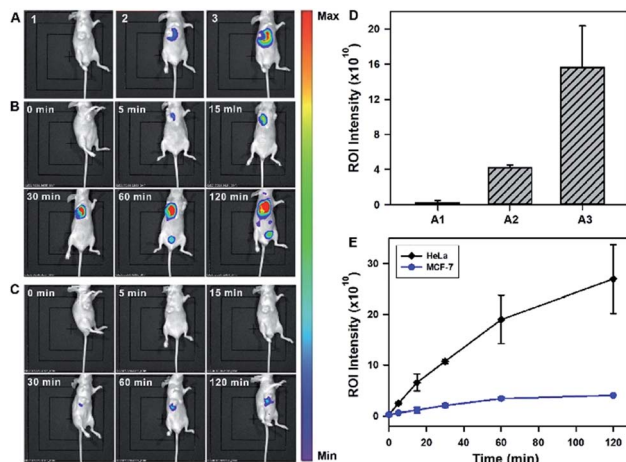 A
1
2
3
Max
B
0 min
5 min
15 min
30 min
60 min
120 min
C
0 min
5 min
15 min
30 min
60 min
120 min
Min
D
ROI Intensity (x10^10)
16
12
8
4
0
A1
A2
A3
E
ROI Intensity (x10^10)
HeLa
MCF-7
30
20
10
0
0
20
40
60
80
100
120
Time (min)